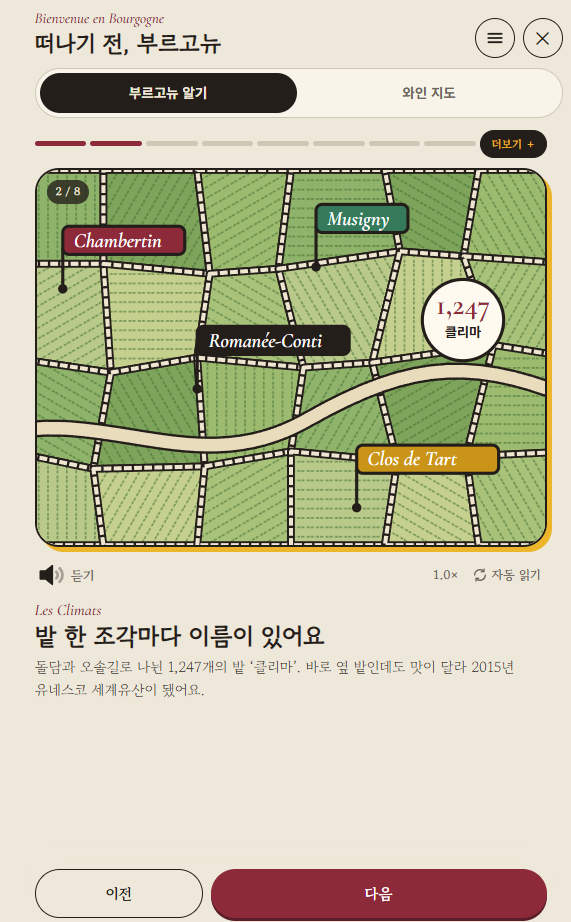 Bienvenue en Bourgogne
떠나기 전, 부르고뉴
부르고뉴 알기
와인 지도
더보기 +
2 / 8
Chambertin
Musigny
Romanée-Conti
1,247
클리마
Clos de Tart
듣기
1.0×
자동 읽기
Les Climats
밭 한 조각마다 이름이 있어요
돌담과 오솔길로 나뉜 1,247개의 밭 ‘클리마’. 바로 옆 밭인데도 맛이 달라 2015년
유네스코 세계유산이 됐어요.
이전
다음